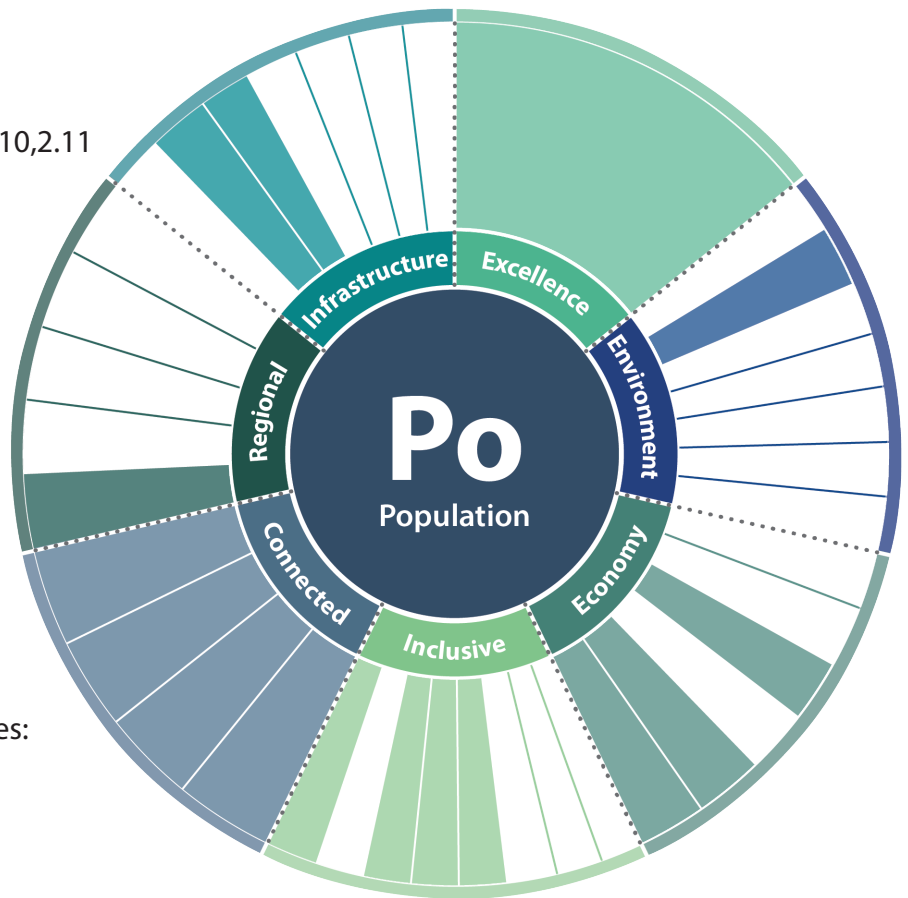 10,2.11
Infrastructure
Excellence
Environment
Regional
Po
Population
Connected
Economy
Inclusive
es: